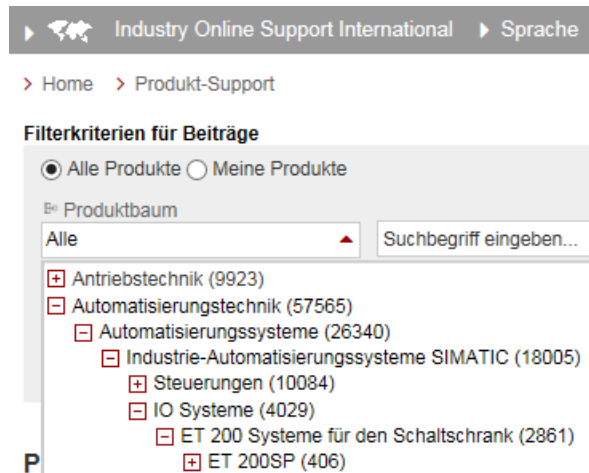 Industry Online Support International Sprache
Home Produkt-Support
Filterkriterien für Beiträge
Alle Produkte Meine Produkte
Produktbaum
Alle Suchbegriff eingeben...
Antriebstechnik (9923)
Automatisierungstechnik (57565)
Automatisierungssysteme (26340)
Industrie-Automatisierungssysteme SIMATIC (18005)
Steuerungen (10084)
IO Systeme (4029)
ET 200 Systeme für den Schaltschrank (2861)
P ET 200SP (406)